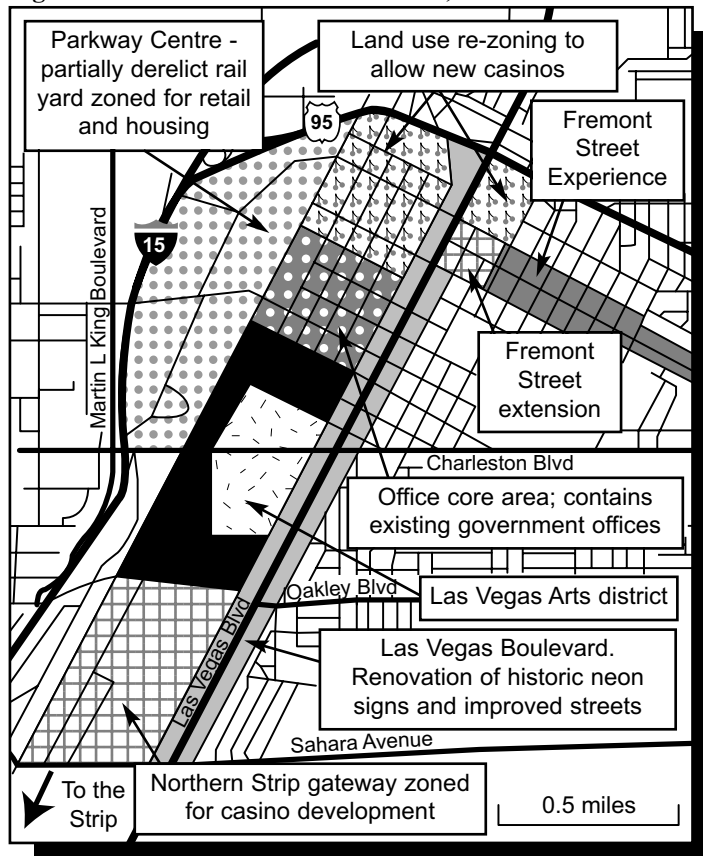 Parkway Centre -
partially derelict rail
yard zoned for retail
and housing
Land use re-zoning to
allow new casinos
95
Fremont
Street
Experience
15
Martin L King Boulevard
Fremont
Street
extension
Charleston Blvd
Office core area; contains
existing government offices
Oakley Blvd
Las Vegas Arts district
Las Vegas Blvd
Las Vegas Boulevard.
Renovation of historic neon
signs and improved streets
Sahara Avenue
To the
Strip
Northern Strip gateway zoned
for casino development
0.5 miles